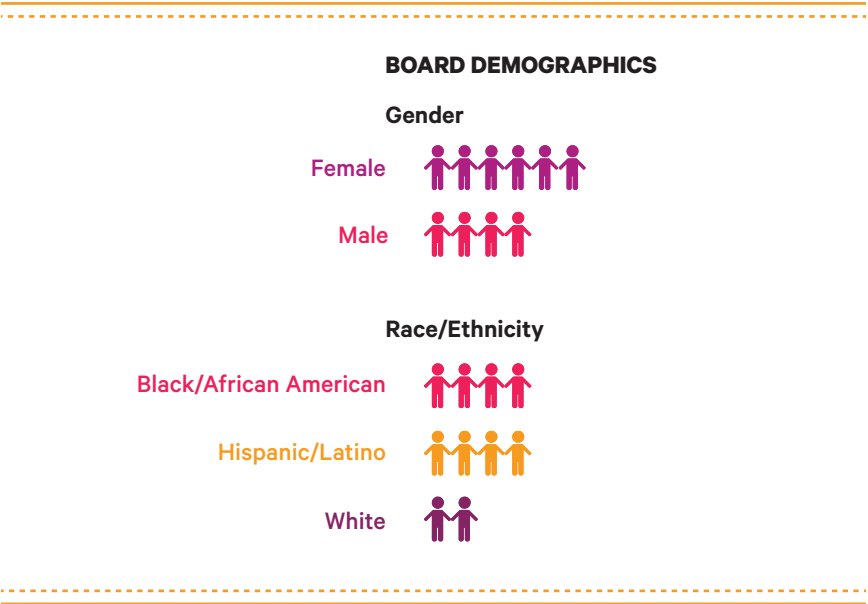 BOARD DEMOGRAPHICS
Gender
Female
Male
Race/Ethnicity
Black/African American
Hispanic/Latino
White